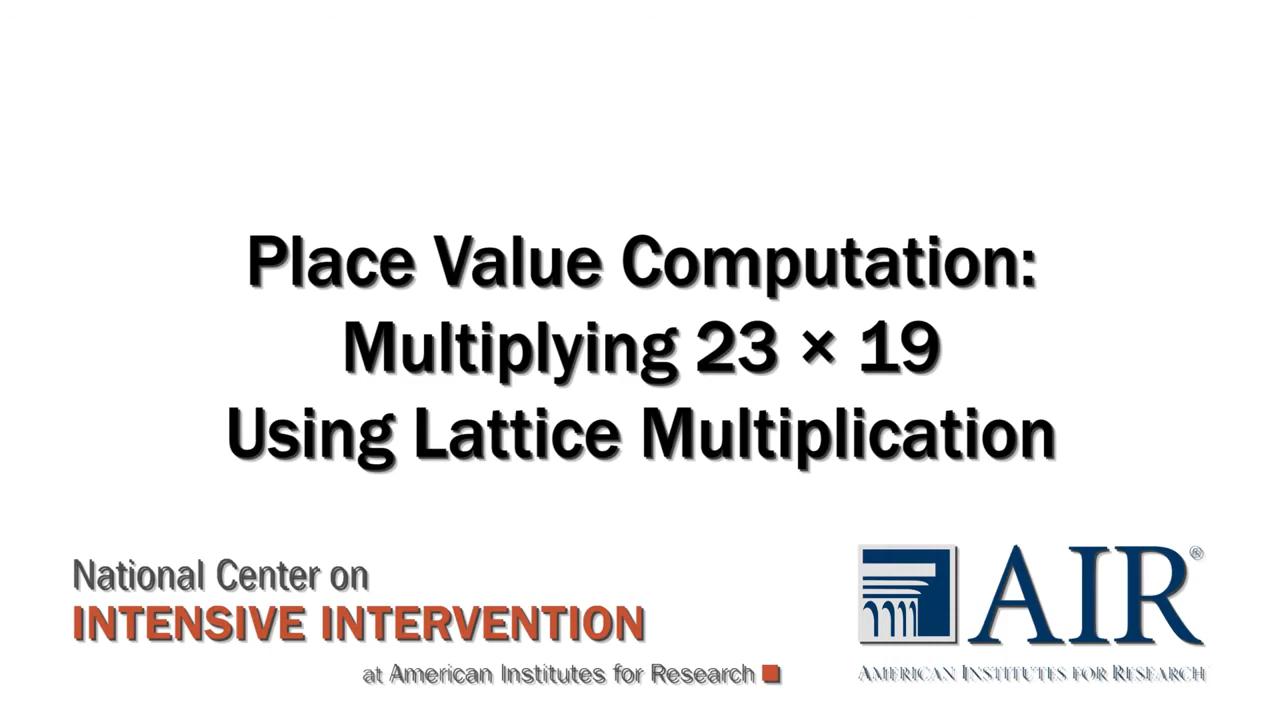 Place Value Computation:
Multiplying 23 × 19
Using Lattice Multiplication
National Center on
INTENSIVE INTERVENTION
at American Institutes for Research
AIR®
AMERICAN INSTITUTES FOR RESEARCH